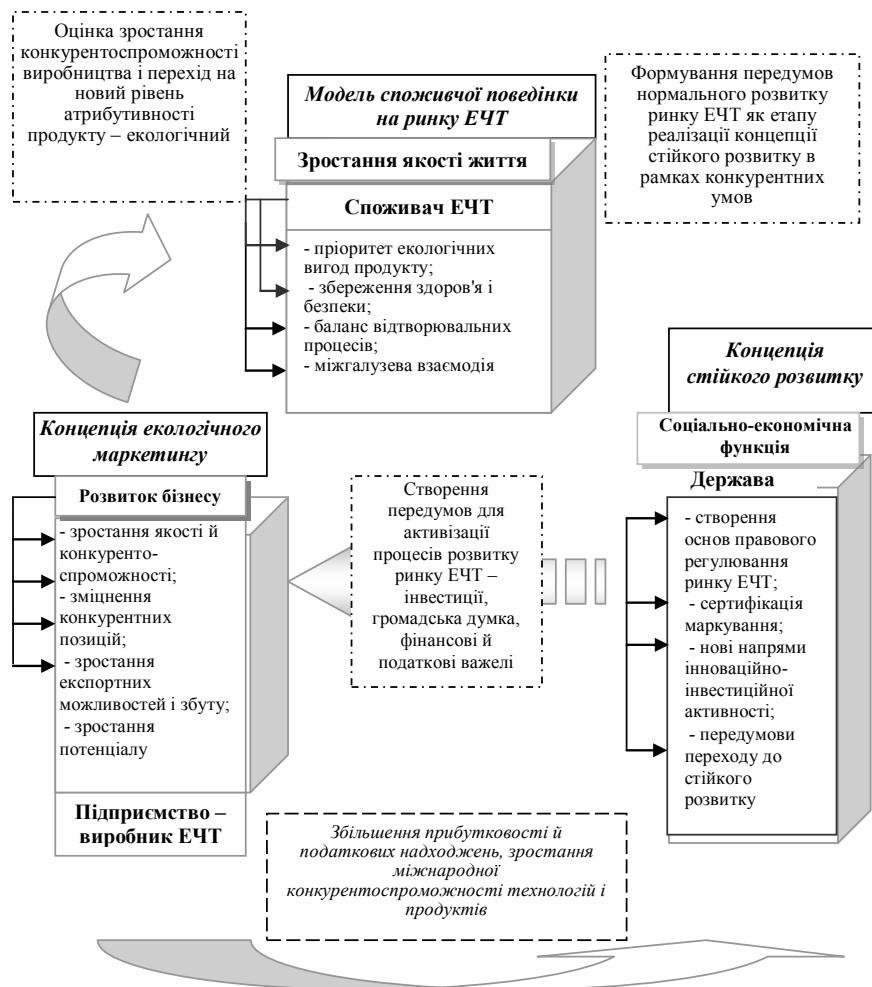 Оцінка зростання
конкурентоспроможності
виробництва і перехід на
новий рівень
атрибутивності
продукту – екологічний
Модель споживчої поведінки
на ринку ЕЧТ
Зростання якості життя
Споживач ЕЧТ
- пріоритет екологічних
вигод продукту;
- збереження здоров'я і
безпеки;
- баланс відтворювальних
процесів;
- міжгалузева взаємодія
Формування передумов
нормального розвитку
ринку ЕЧТ як етапу
реалізації концепції
стійкого розвитку в
рамках конкурентних
умов
Концепція екологічного
маркетингу
Розвиток бізнесу
- зростання якості й
конкуренто-
спроможності;
- зміцнення
конкурентних
позицій;
- зростання
експортних
можливостей і збуту;
- зростання
потенціалу
Підприємство –
виробник ЕЧТ
Створення
передумов для
активізації
процесів розвитку
ринку ЕЧТ –
інвестиції,
громадська думка,
фінансові й
податкові важелі
Концепція
стійкого розвитку
Соціально-економічна
функція
Держава
- створення
основ правового
регулювання
ринку ЕЧТ;
- сертифікація
маркування;
- нові напрями
інноваційно-
інвестиційної
активності;
- передумови
переходу до
стійкого
розвитку
Збільшення прибутковості й
податкових надходжень, зростання
міжнародної
конкурентоспроможності технологій і
продуктів